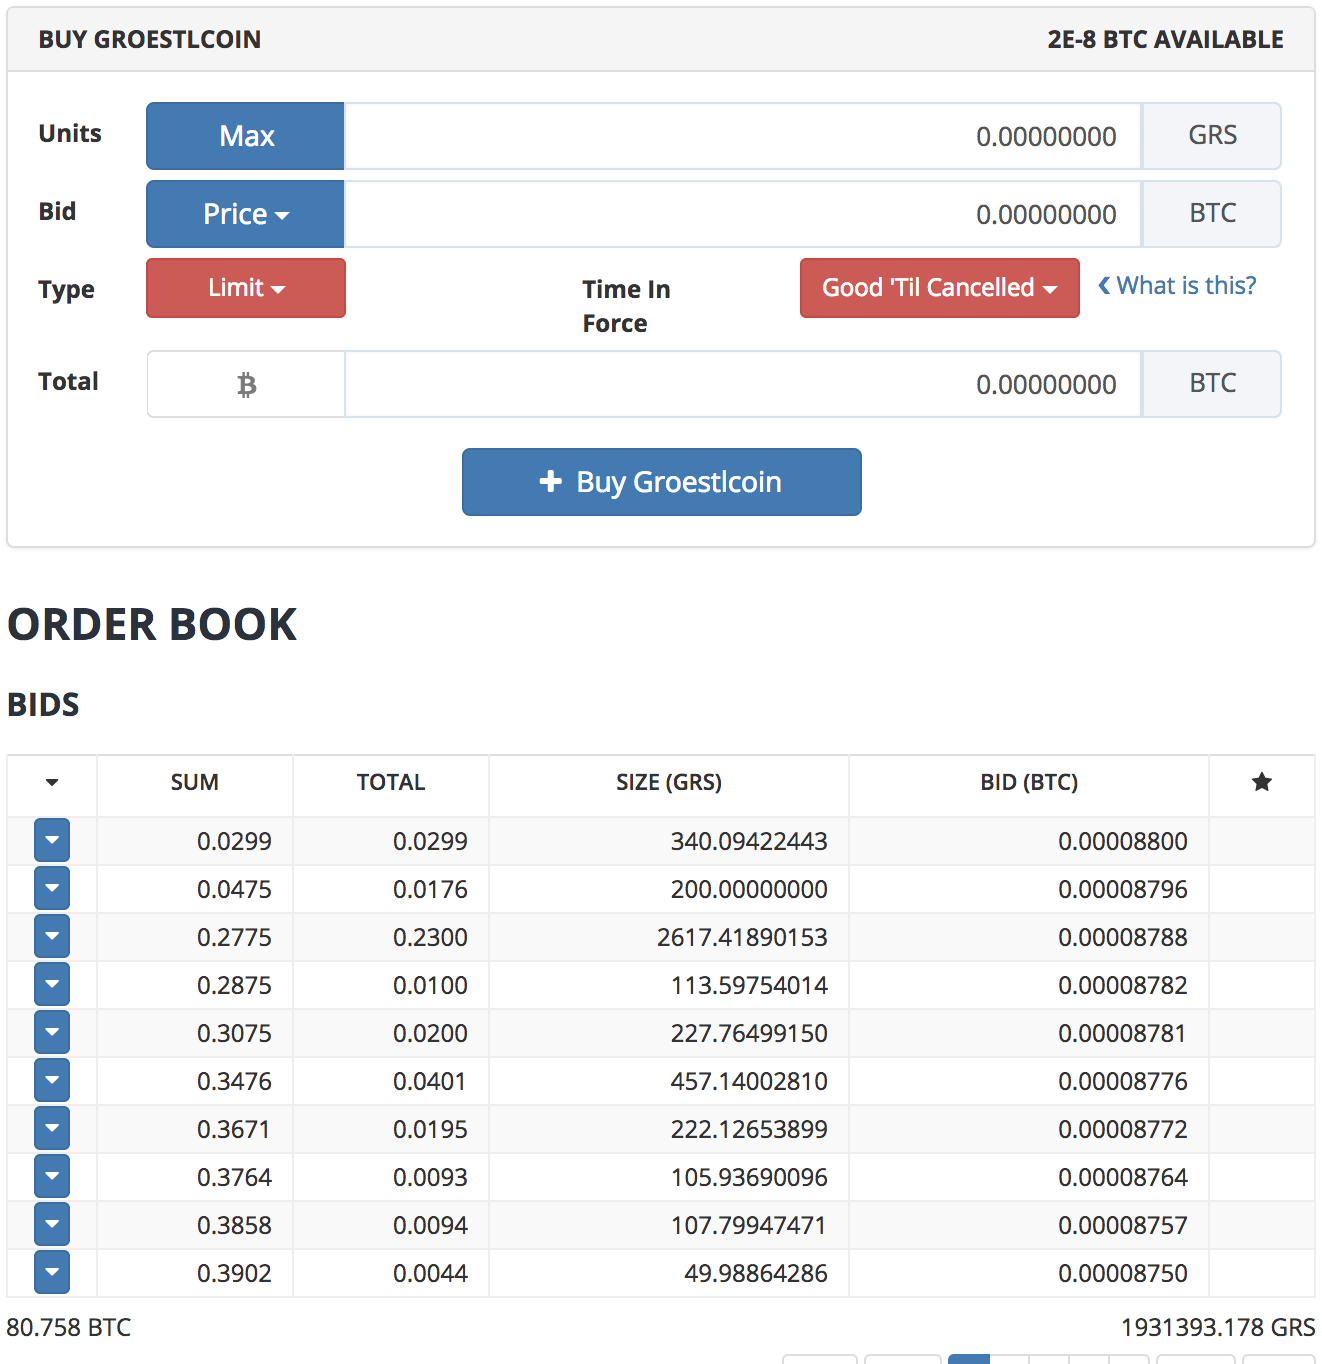 BUY GROESTLCOIN 2E-8 BTC AVAILABLE
Units Max 0.00000000 GRS
Bid Price 0.00000000 BTC
Type Limit Time In Force Good 'Til Cancelled What is this?
Total 0.00000000 BTC
Buy Groestlcoin
ORDER BOOK
BIDS
SUM TOTAL SIZE (GRS) BID (BTC)
0.0299 0.0299 340.09422443 0.00008800
0.0475 0.0176 200.00000000 0.00008796
0.2775 0.2300 2617.41890153 0.00008788
0.2875 0.0100 113.59754014 0.00008782
0.3075 0.0200 227.76499150 0.00008781
0.3476 0.0401 457.14002810 0.00008776
0.3671 0.0195 222.12653899 0.00008772
0.3764 0.0093 105.93690096 0.00008764
0.3858 0.0094 107.79947471 0.00008757
0.3902 0.0044 49.98864286 0.00008750
80.758 BTC 1931393.178 GRS